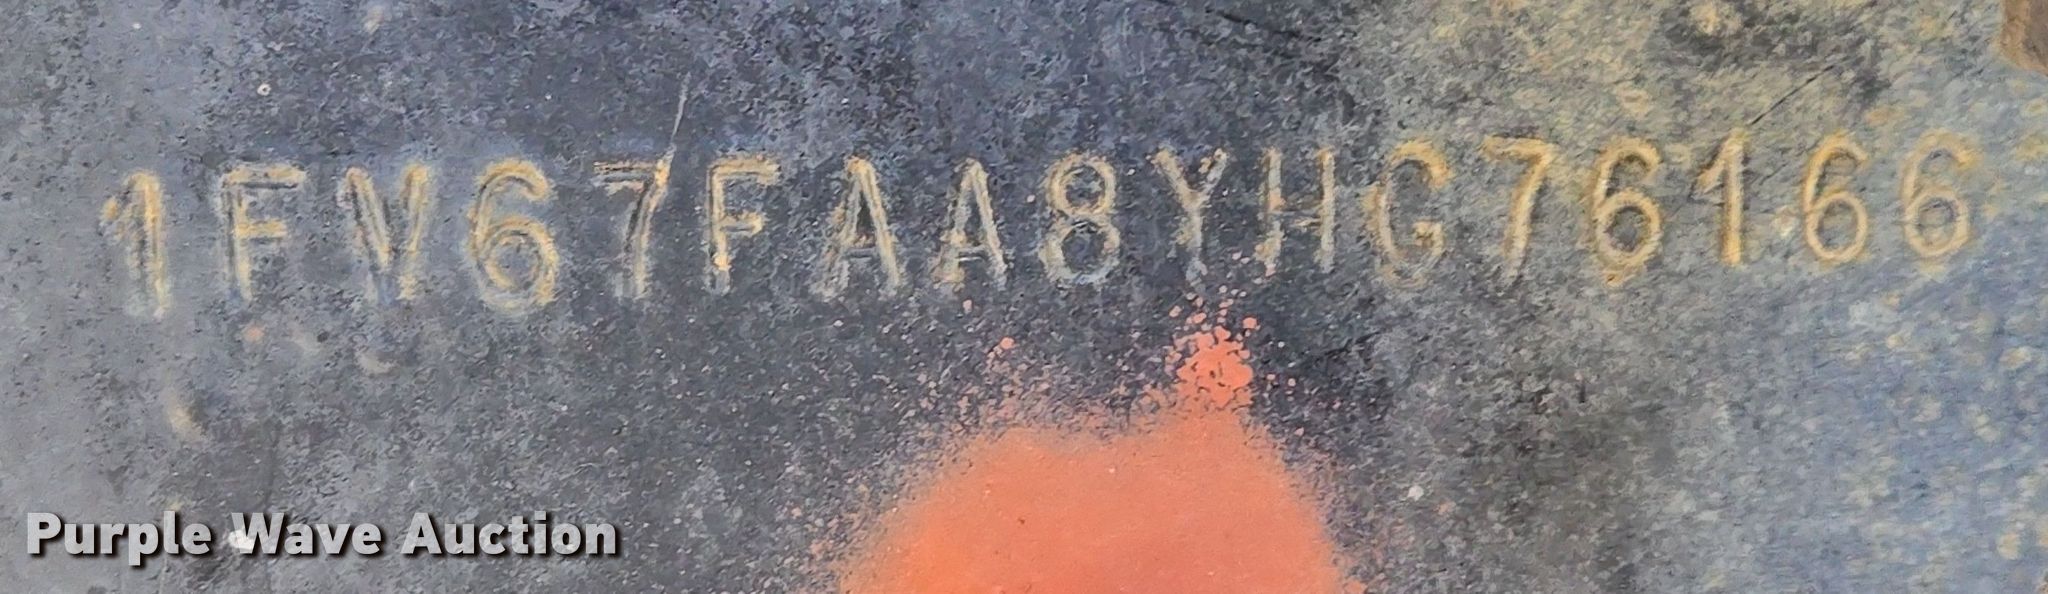 1FV67FAA8YHG76166
Purple Wave Auction